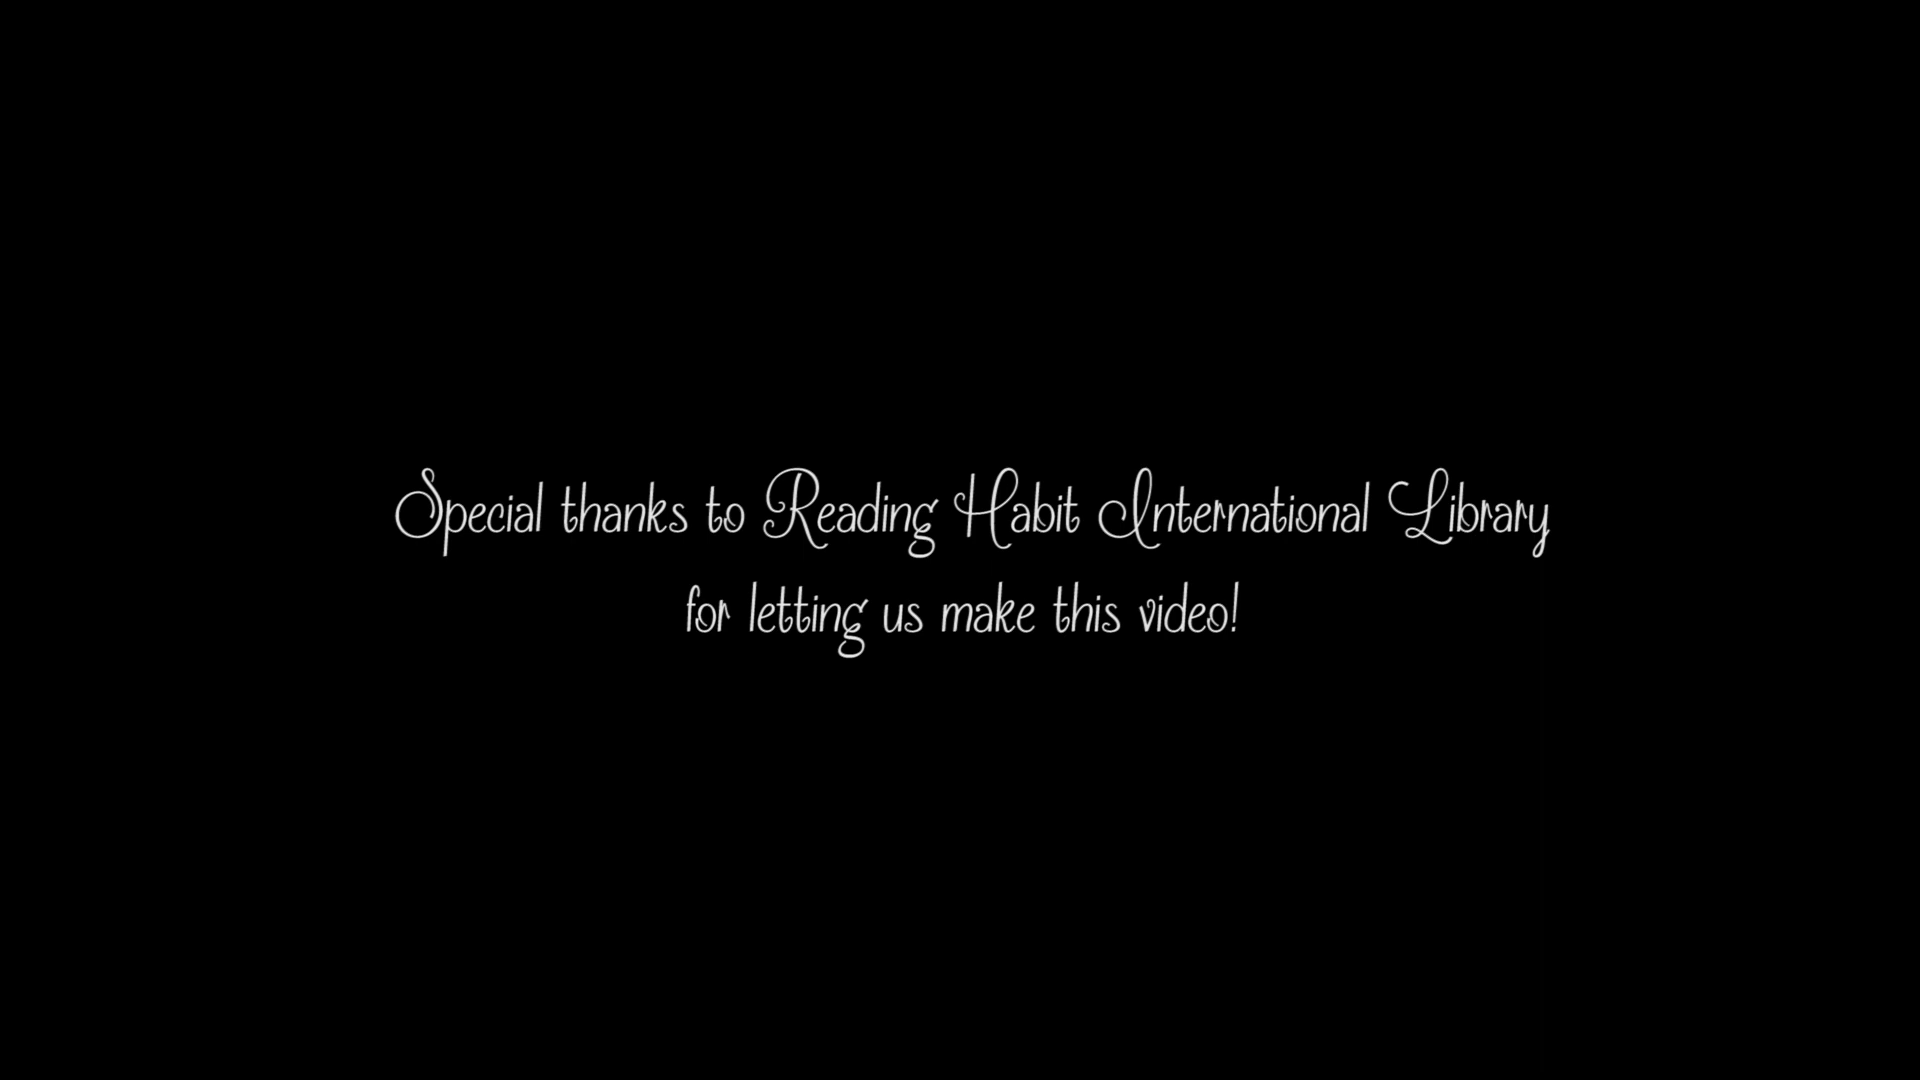 Special thanks to Reading Habit International Library
for letting us make this video!